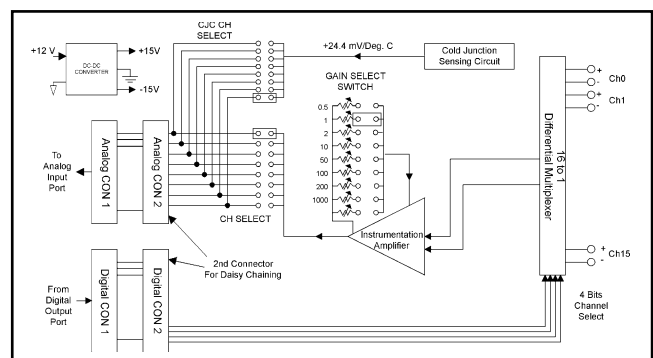 CJC CH
SELECT
+12 V
+15V
DC-DC
CONVERTER
-15V
+24.4 mV/Deg. C
Cold Junction
Sensing Circuit
GAIN SELECT
SWITCH
0.5
1
2
10
50
100
200
1000
+
-
Ch0
+
-
Ch1
16 to 1
Differential Multiplexer
To
Analog
Input
Port
Analog CON 1
Analog CON 2
CH SELECT
Instrumentation
Amplifier
+
-
Ch15
2nd Connector
For Daisy Chaining
From
Digital
Output
Port
Digital CON 1
Digital CON 2
4 Bits
Channel
Select